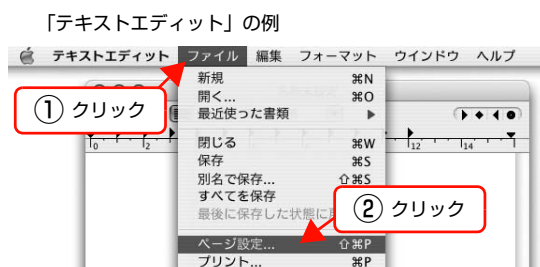 「テキストエディット」の例
テキストエディット ファイル 編集 フォーマット ウインドウ ヘルプ
新規 ⌘N
開く... ⌘O
最近使った書類 ▶
① クリック
0 2 12 14
閉じる ⌘W
保存 ⌘S
別名で保存... ⇧⌘S
すべてを保存
最後に保存した状態に
② クリック
ページ設定... ⇧⌘P
プリント... ⌘P